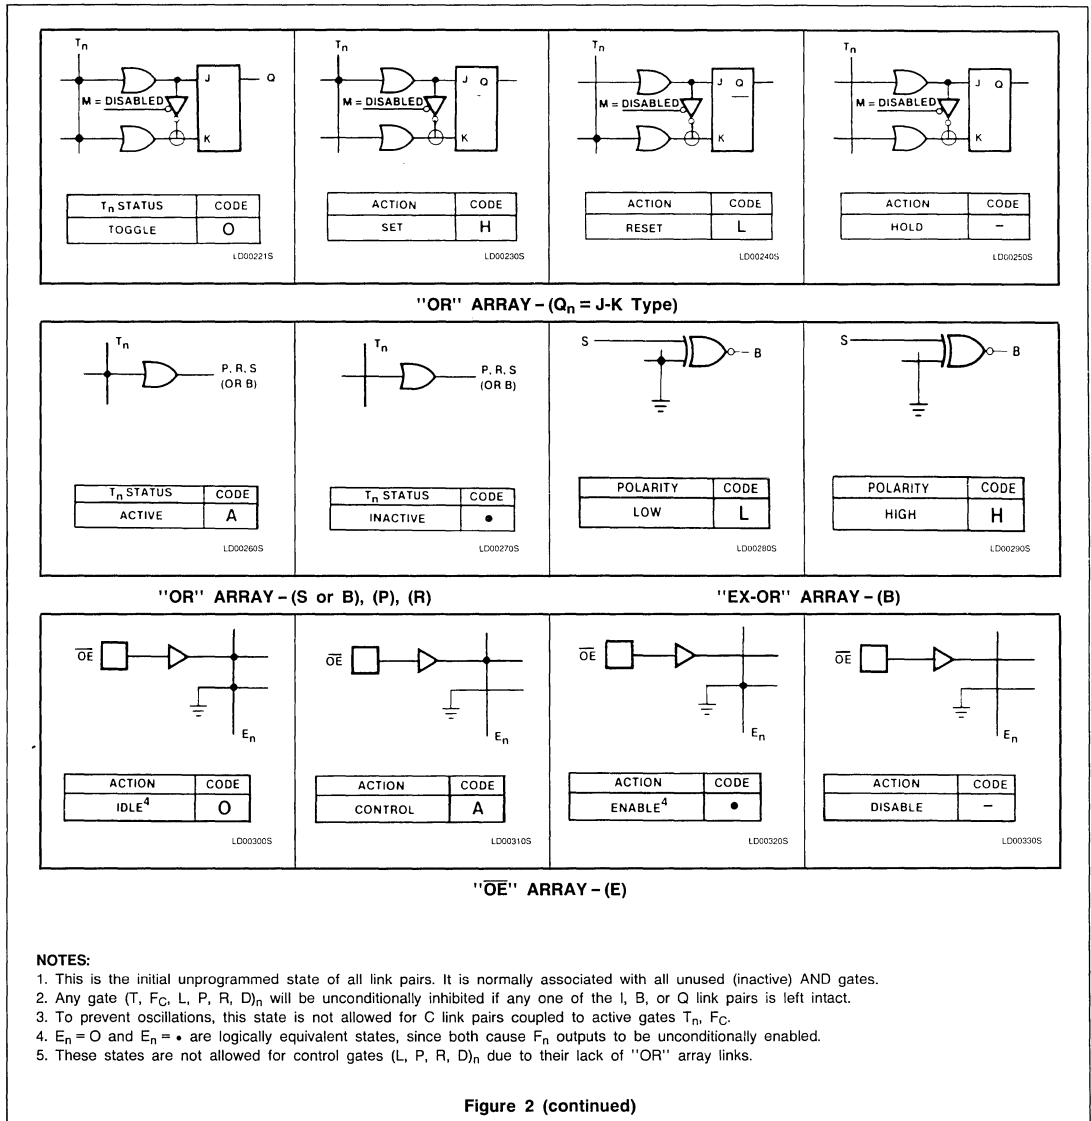 Tn
J
Q
M = DISABLED
K
Tn STATUS CODE
TOGGLE O
LD00221S
Tn
J Q
M = DISABLED
K
ACTION CODE
SET H
LD00230S
Tn
J Q
M = DISABLED
K
ACTION CODE
RESET L
LD00240S
Tn
J Q
M = DISABLED
K
ACTION CODE
HOLD –
LD00250S
"OR" ARRAY – (Qn = J-K Type)
Tn
P, R, S
(OR B)
Tn STATUS CODE
ACTIVE A
LD00260S
Tn
P, R, S
(OR B)
Tn STATUS CODE
INACTIVE •
LD00270S
S
B
POLARITY CODE
LOW L
LD00280S
S
B
POLARITY CODE
HIGH H
LD00290S
"OR" ARRAY – (S or B), (P), (R)
"EX-OR" ARRAY – (B)
OE
En
ACTION CODE
IDLE4 O
LD00300S
OE
En
ACTION CODE
CONTROL A
LD00310S
OE
En
ACTION CODE
ENABLE4 •
LD00320S
OE
En
ACTION CODE
DISABLE –
LD00330S
"OE" ARRAY – (E)
NOTES:
1. This is the initial unprogrammed state of all link pairs. It is normally associated with all unused (inactive) AND gates.
2. Any gate (T, FC, L, P, R, D)n will be unconditionally inhibited if any one of the I, B, or Q link pairs is left intact.
3. To prevent oscillations, this state is not allowed for C link pairs coupled to active gates Tn, FC.
4. En = O and En = • are logically equivalent states, since both cause Fn outputs to be unconditionally enabled.
5. These states are not allowed for control gates (L, P, R, D)n due to their lack of "OR" array links.
Figure 2 (continued)